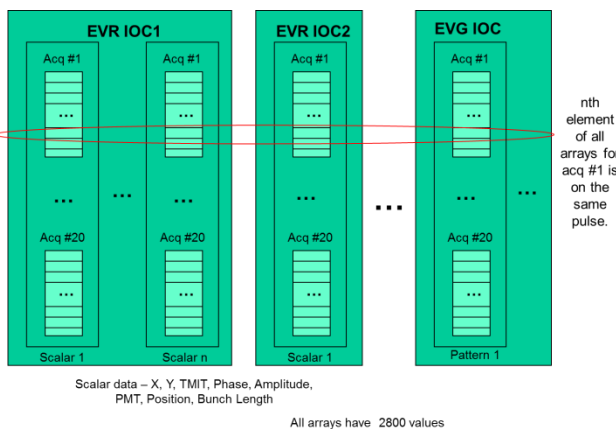 EVR IOC1
EVR IOC2
EVG IOC
Acq #1
Acq #1
Acq #1
Acq #1
...
...
...
...
nth
element
of all
arrays for
acq #1 is
on the
same
pulse.
...
...
...
...
...
...
...
...
Acq #20
Acq #20
Acq #20
Acq #20
...
...
...
...
Scalar 1
Scalar n
Scalar 1
Pattern 1
Scalar data – X, Y, TMIT, Phase, Amplitude,
PMT, Position, Bunch Length
All arrays have 2800 values